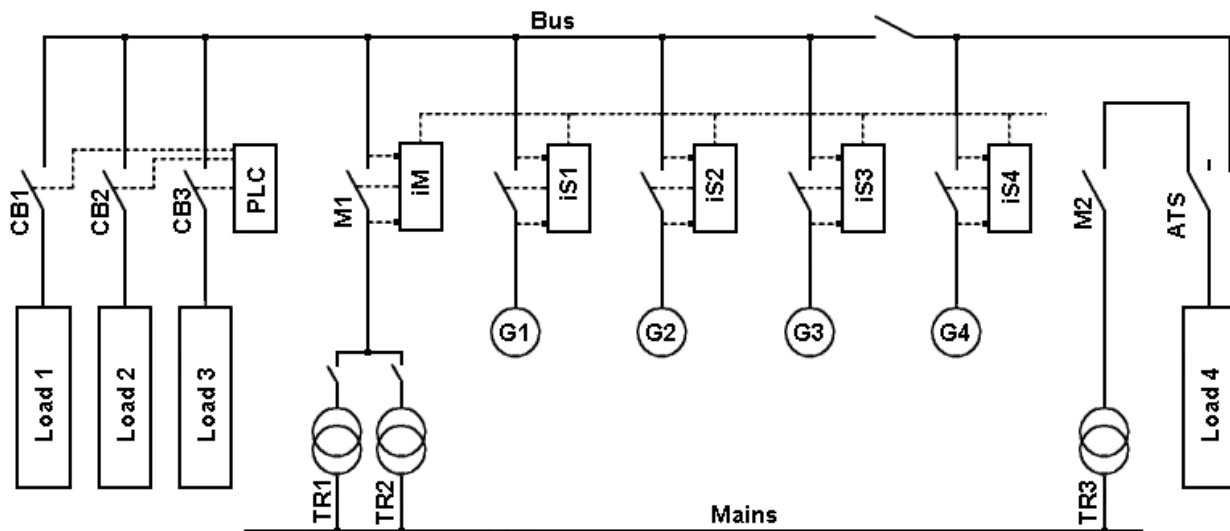 Bus
CB1
CB2
CB3
PLC
M1
iM
iS1
iS2
iS3
iS4
M2
ATS
G1
G2
G3
G4
Load 1
Load 2
Load 3
Load 4
TR1
TR2
TR3
Mains